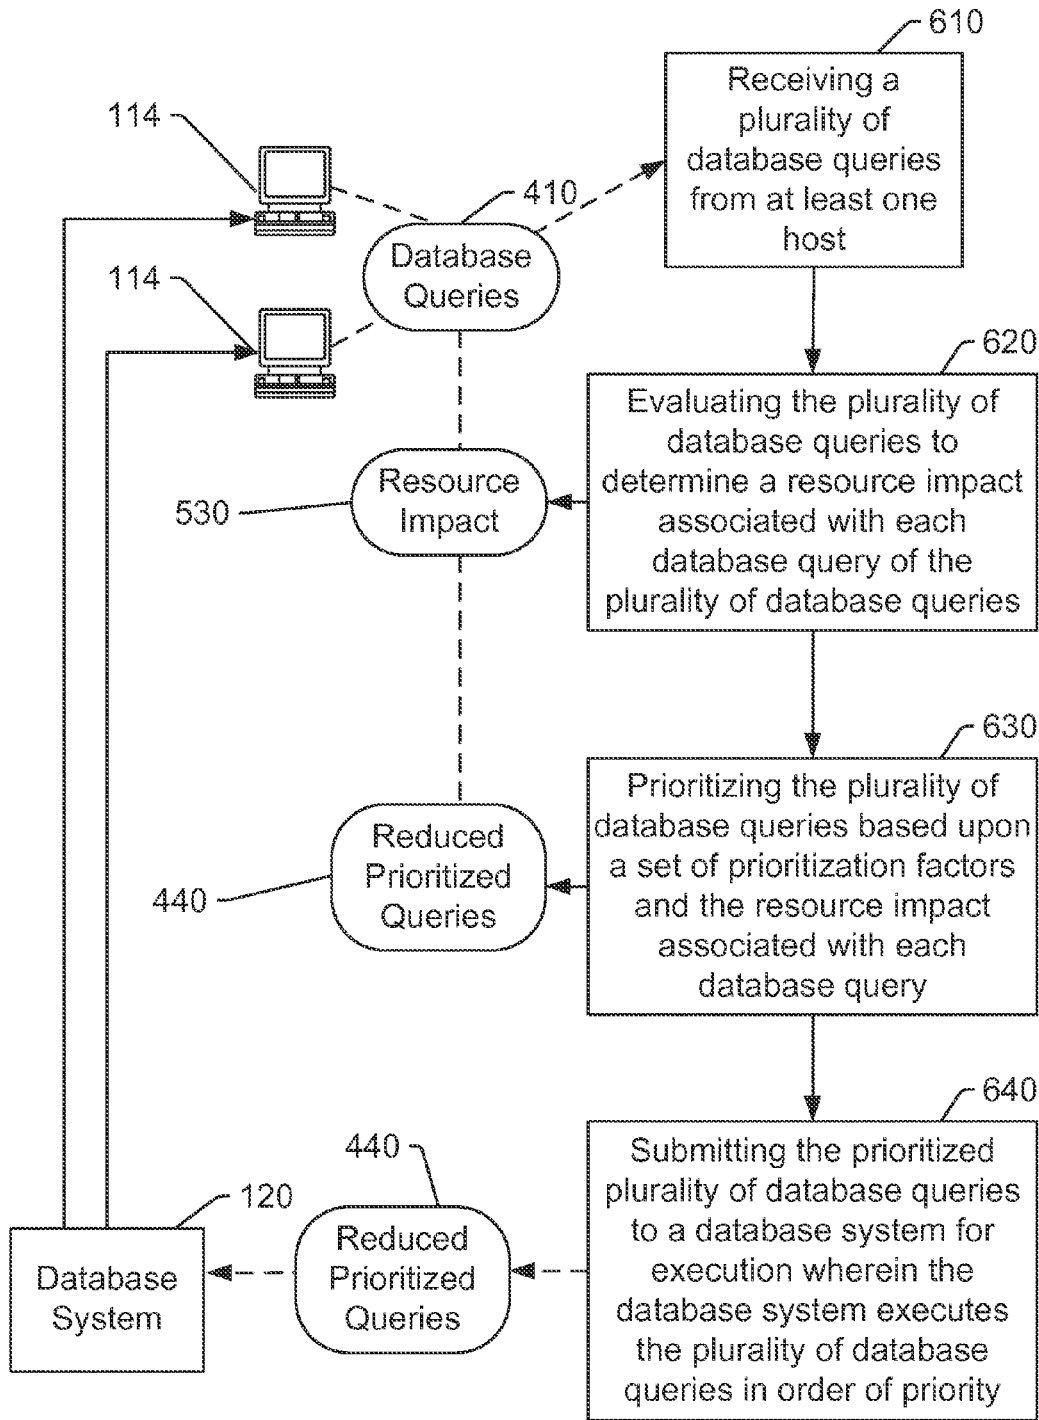 610
Receiving a
plurality of
database queries
from at least one
host
114
410
Database
Queries
114
620
Evaluating the plurality of
database queries to
determine a resource impact
associated with each
database query of the
plurality of database queries
Resource
Impact
530
630
Prioritizing the plurality of
database queries based upon
a set of prioritization factors
and the resource impact
associated with each
database query
Reduced
Prioritized
Queries
440
640
Submitting the prioritized
plurality of database queries
to a database system for
execution wherein the
database system executes
the plurality of database
queries in order of priority
440
Reduced
Prioritized
Queries
120
Database
System